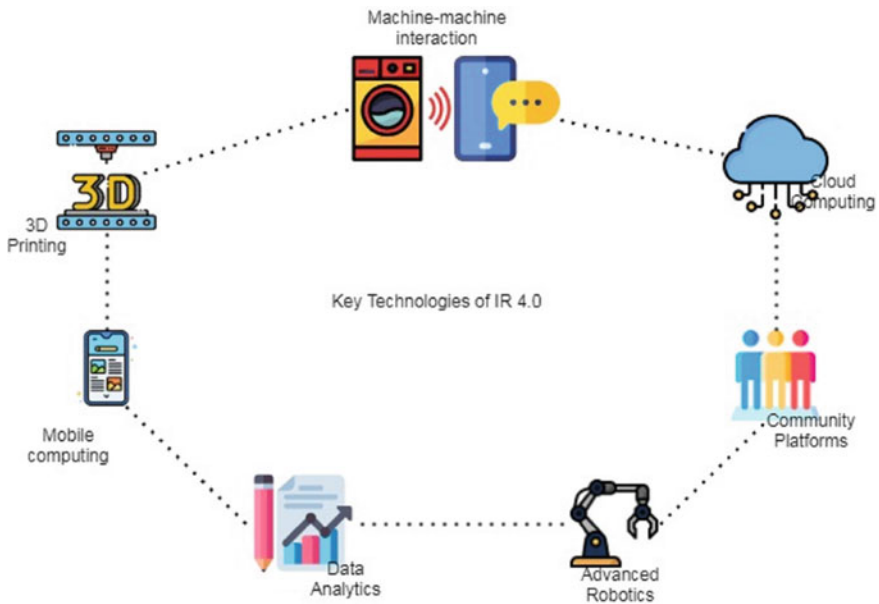 Machine-machine
interaction
3D
3D
Printing
Cloud
Computing
Key Technologies of IR 4.0
Mobile
computing
Community
Platforms
Data
Analytics
Advanced
Robotics